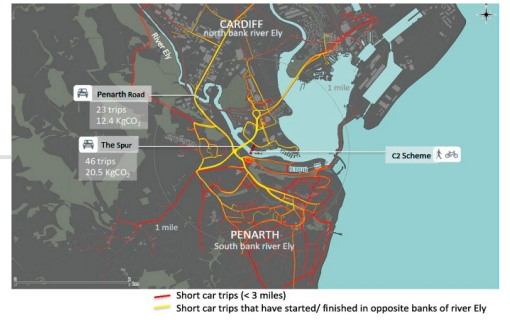 CARDIFF
north bank river Ely
River Ely
1 mile
Penarth Road
23 trips
12.4 KgCO₂
The Spur
46 trips
20.5 KgCO₂
C2 Scheme
1 mile
PENARTH
South bank river Ely
Short car trips (< 3 miles)
Short car trips that have started/ finished in opposite banks of river Ely